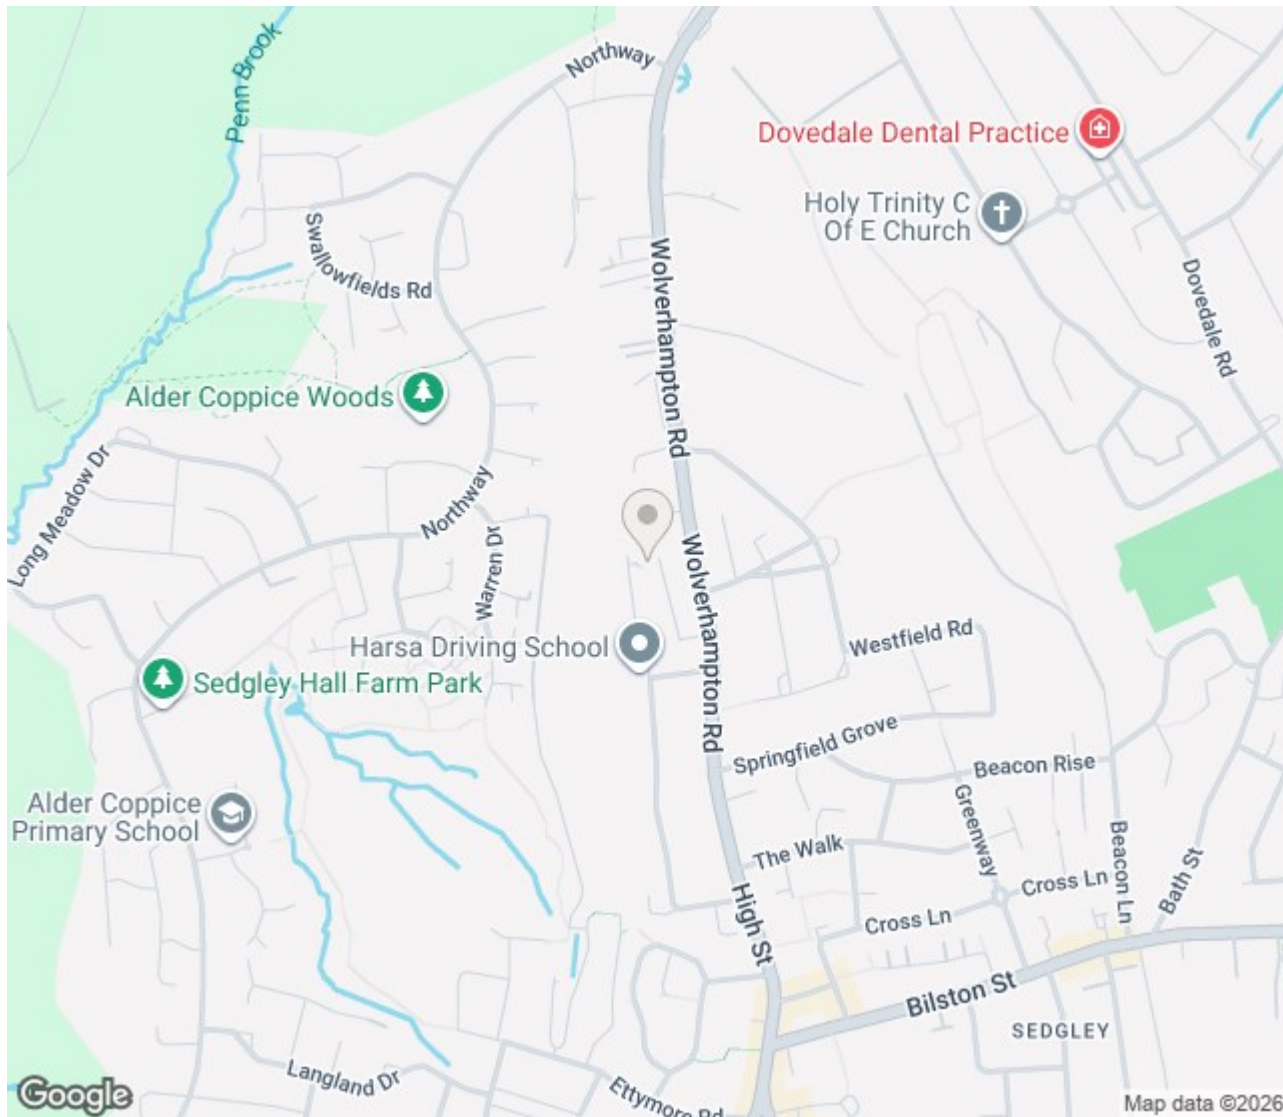 Penn Brook
Northway
Dovedale Dental Practice
Holy Trinity C
Of E Church
Swallowfields Rd
Wolverhampton Rd
Dovedale Rd
Alder Coppice Woods
Long Meadow Dr
Northway
Warren Dr
Wolverhampton Rd
Harsa Driving School
Westfield Rd
Sedgley Hall Farm Park
Springfield Grove
Beacon Rise
Alder Coppice
Primary School
Greenway
The Walk
Beacon Ln
Bath St
Cross Ln
High St
Cross Ln
Bilston St
SEDGLEY
Langland Dr
Ettymore Rd
Google
Map data ©2026